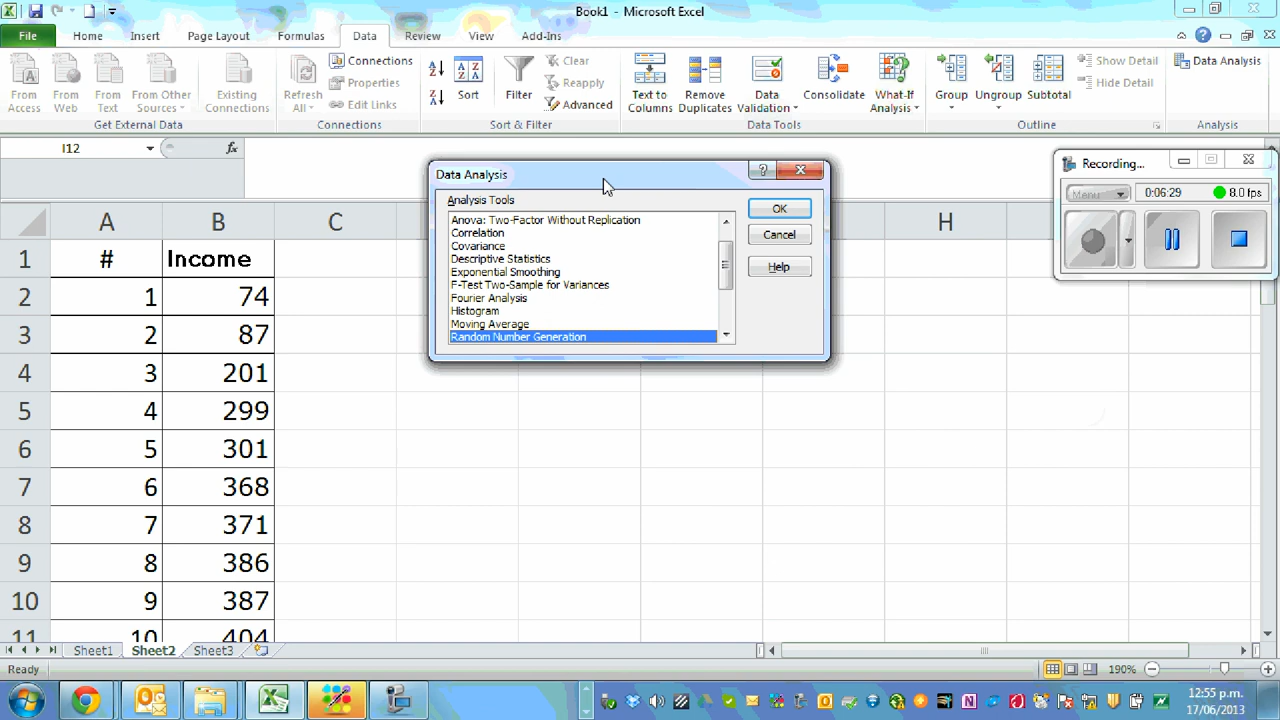 Book1 - Microsoft Excel
File Home Insert Page Layout Formulas Data Review View Add-Ins
From Access
From Web
From Text
From Other Sources
Existing Connections
Get External Data
Refresh All
Connections
Properties
Edit Links
Connections
Sort
Filter
Clear
Reapply
Advanced
Sort & Filter
Text to Columns
Remove Duplicates
Data Validation
Consolidate
What-If Analysis
Data Tools
Group
Ungroup
Subtotal
Show Detail
Hide Detail
Outline
Data Analysis
Analysis
I12 fx
Data Analysis
Analysis Tools
Anova: Two-Factor Without Replication
Correlation
Covariance
Descriptive Statistics
Exponential Smoothing
F-Test Two-Sample for Variances
Fourier Analysis
Histogram
Moving Average
Random Number Generation
OK
Cancel
Help
Recording...
Menu 0:06:29 8.0 fps
A B C H
1 # Income
2 1 74
3 2 87
4 3 201
5 4 299
6 5 301
7 6 368
8 7 371
9 8 386
10 9 387
11 10 404
Sheet1 Sheet2 Sheet3
Ready 190%
12:55 p.m.
17/06/2013